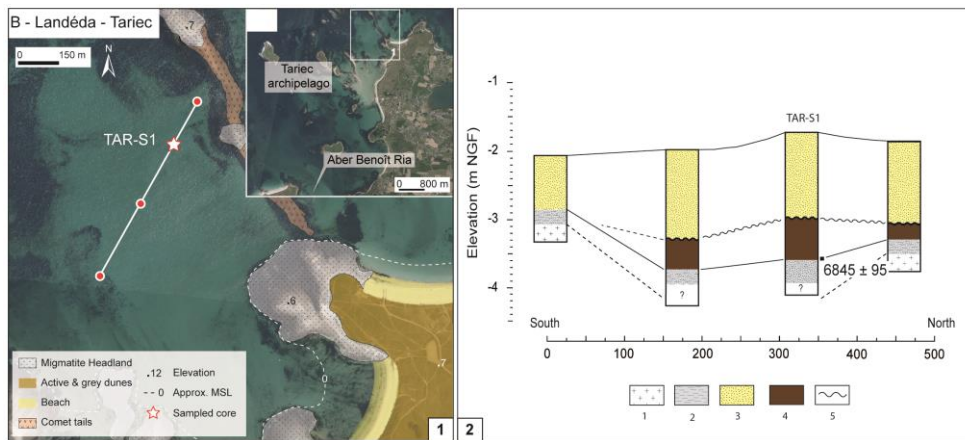 B - Landéda - Tariec
0 150 m
N
.7
TAR-S1
Tariec
archipelago
1
Aber Benoît Ria
0 800 m
.6
.7
0
Migmatite Headland
Active & grey dunes
Beach
Comet tails
.12 Elevation
0 Approx. MSL
Sampled core
1
2
Elevation (m NGF)
-1
-2
-3
-4
TAR-S1
6845 ± 95
?
?
South
North
0 100 200 300 400 500
1 2 3 4 5